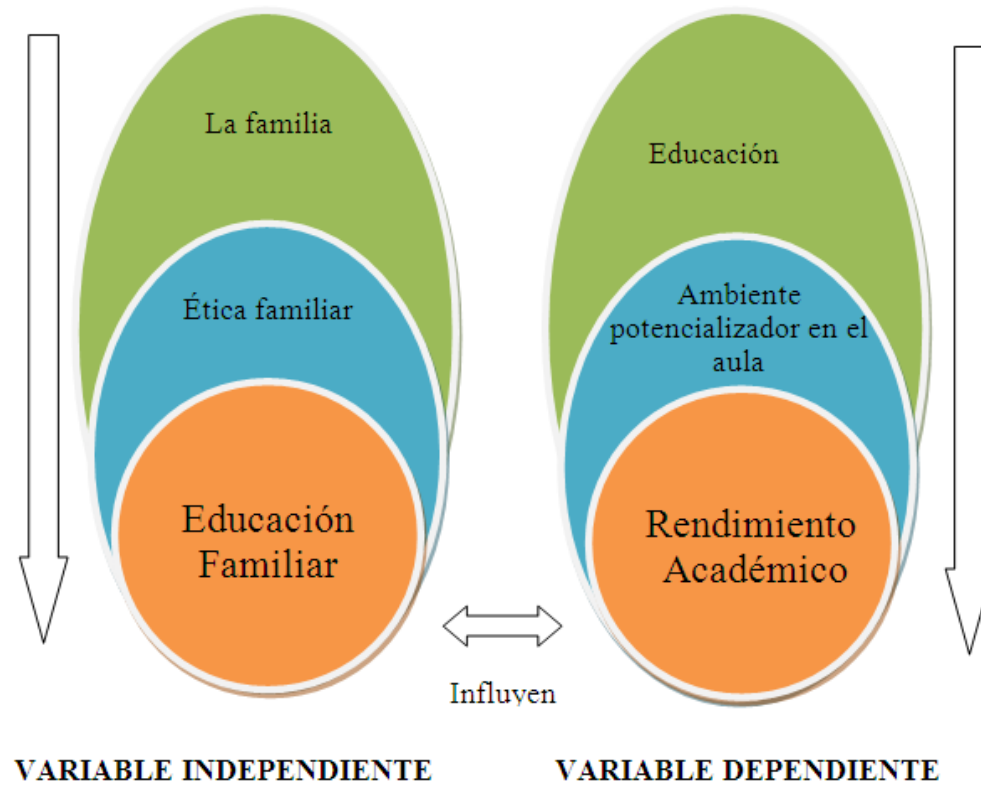 La familia
Ética familiar
Educación
Familiar
Educación
Ambiente
potencializador en el
aula
Rendimiento
Académico
Influyen
VARIABLE INDEPENDIENTE
VARIABLE DEPENDIENTE